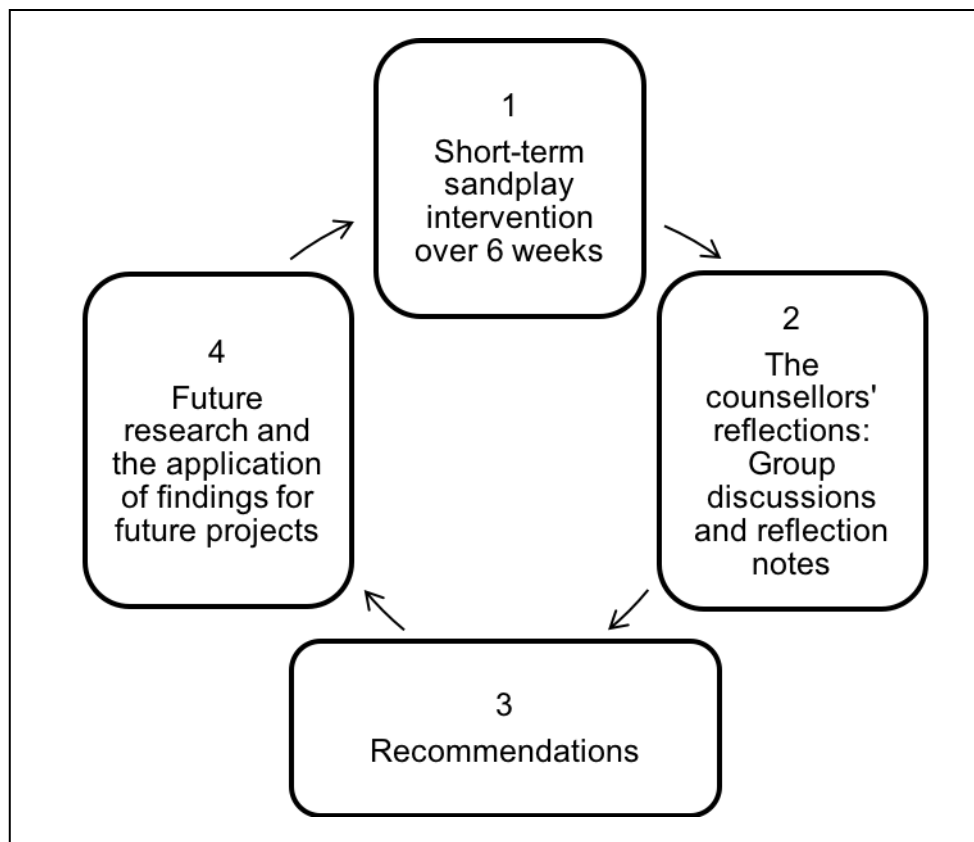 1
Short-term
sandplay
intervention
over 6 weeks
2
The
counsellors'
reflections:
Group
discussions
and reflection
notes
3
Recommendations
4
Future
research and
the application
of findings for
future projects